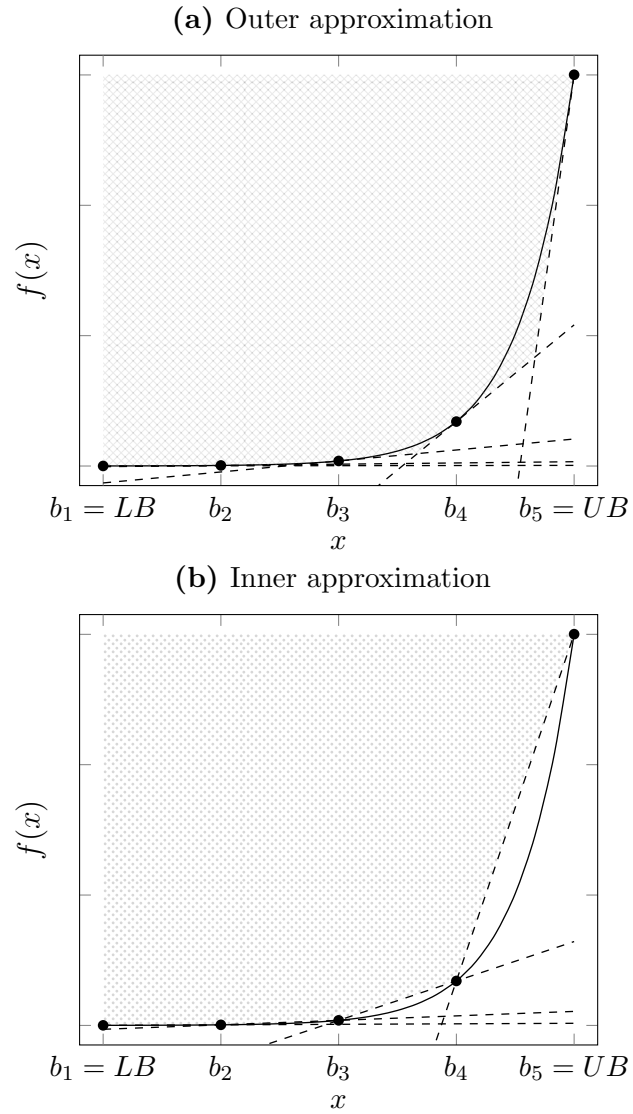 (a) Outer approximation
f(x)
b₁ = LB b₂ b₃ b₄ b₅ = UB
x
(b) Inner approximation
f(x)
b₁ = LB b₂ b₃ b₄ b₅ = UB
x